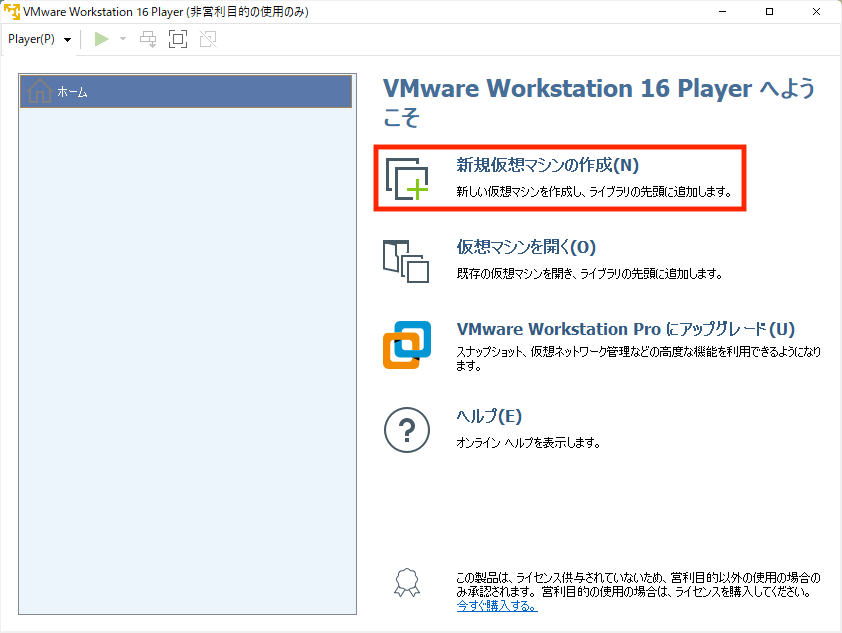 VMware Workstation 16 Player (非営利目的の使用のみ)
Player(P)
ホーム
VMware Workstation 16 Player へよう
こそ
新規仮想マシンの作成(N)
新しい仮想マシンを作成し、ライブラリの先頭に追加します。
仮想マシンを開く(O)
既存の仮想マシンを開き、ライブラリの先頭に追加します。
VMware Workstation Pro にアップグレード(U)
スナップショット、仮想ネットワーク管理などの高度な機能を利用できるようになり
ます。
ヘルプ(E)
オンライン ヘルプを表示します。
この製品は、ライセンス供与されていないため、営利目的以外の使用の場合の
み承認されます。営利目的の使用の場合は、ライセンスを購入してください。
今すぐ購入する。